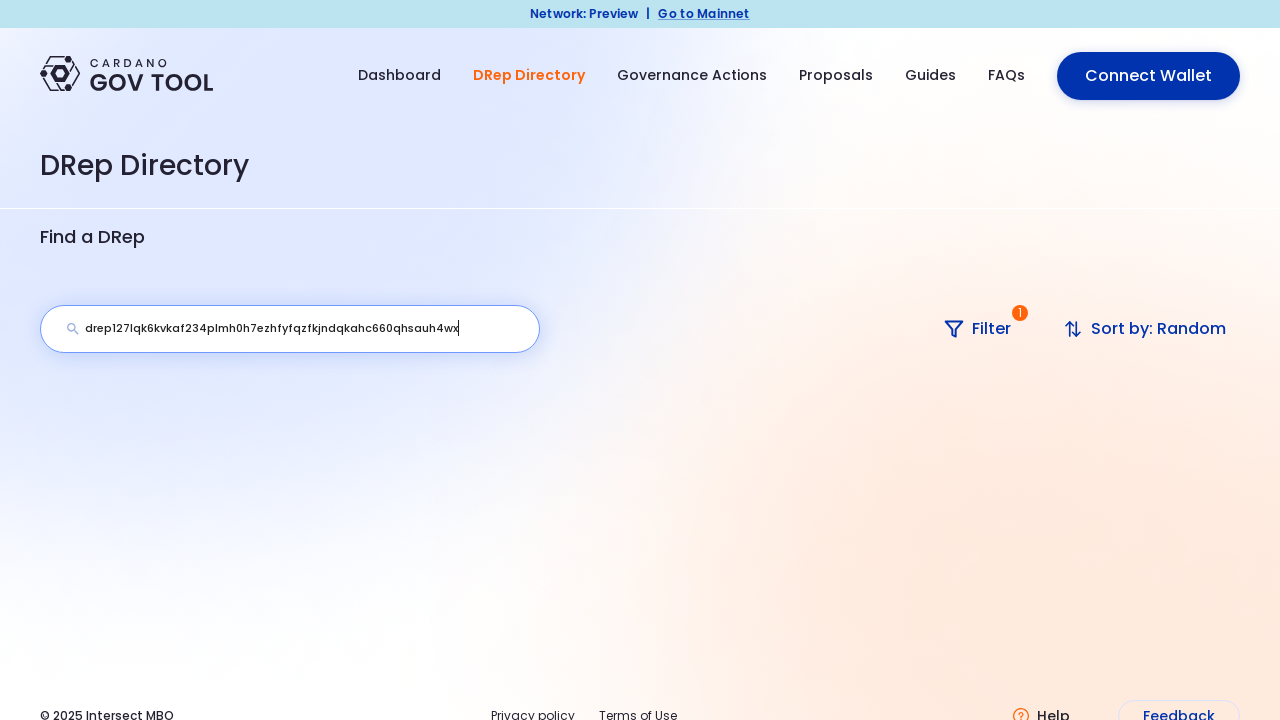 Network: Preview | Go to Mainnet
CARDANO
GOV TOOL
Dashboard DRep Directory Governance Actions Proposals Guides FAQs Connect Wallet
DRep Directory
Find a DRep
drep127lqk6kvkaf234plmh0h7ezhfyfqzfkjndqkahc660qhsauh4wx
Filter 1 Sort by: Random
© 2025 Intersect MBO Privacy policy Terms of Use Help Feedback